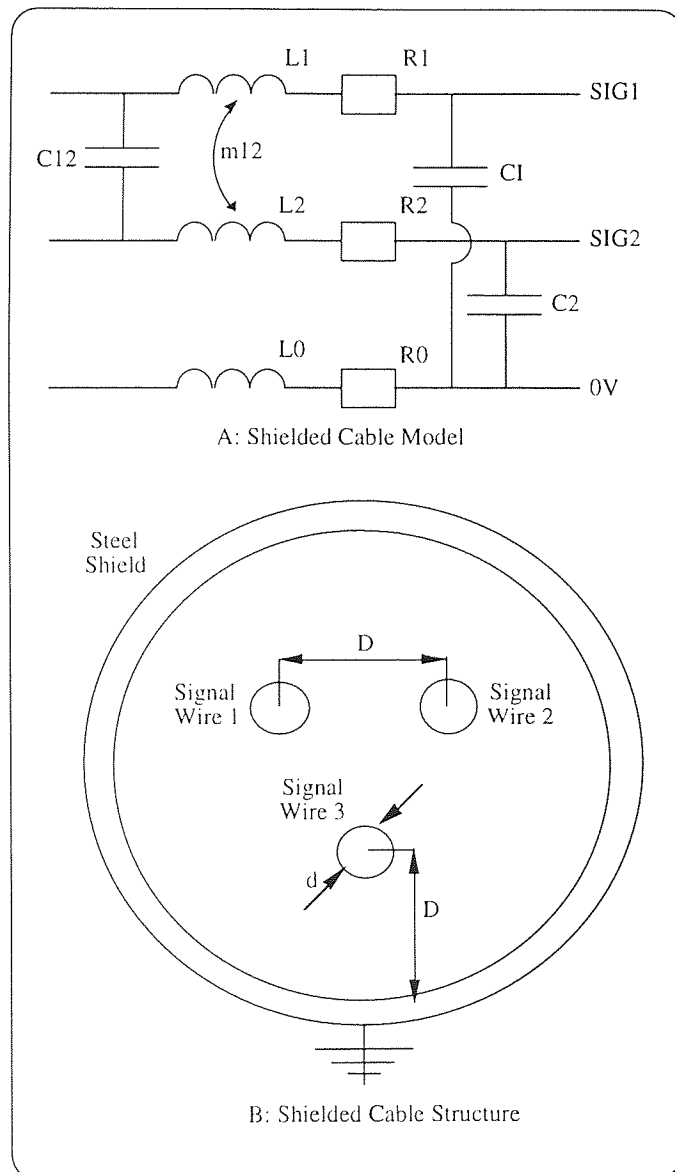 L1 R1
SIG1
C12 m12 CI
L2 R2
SIG2
C2
L0 R0
0V
A: Shielded Cable Model
Steel
Shield
D
Signal
Wire 1
Signal
Wire 2
Signal
Wire 3
d
D
B: Shielded Cable Structure